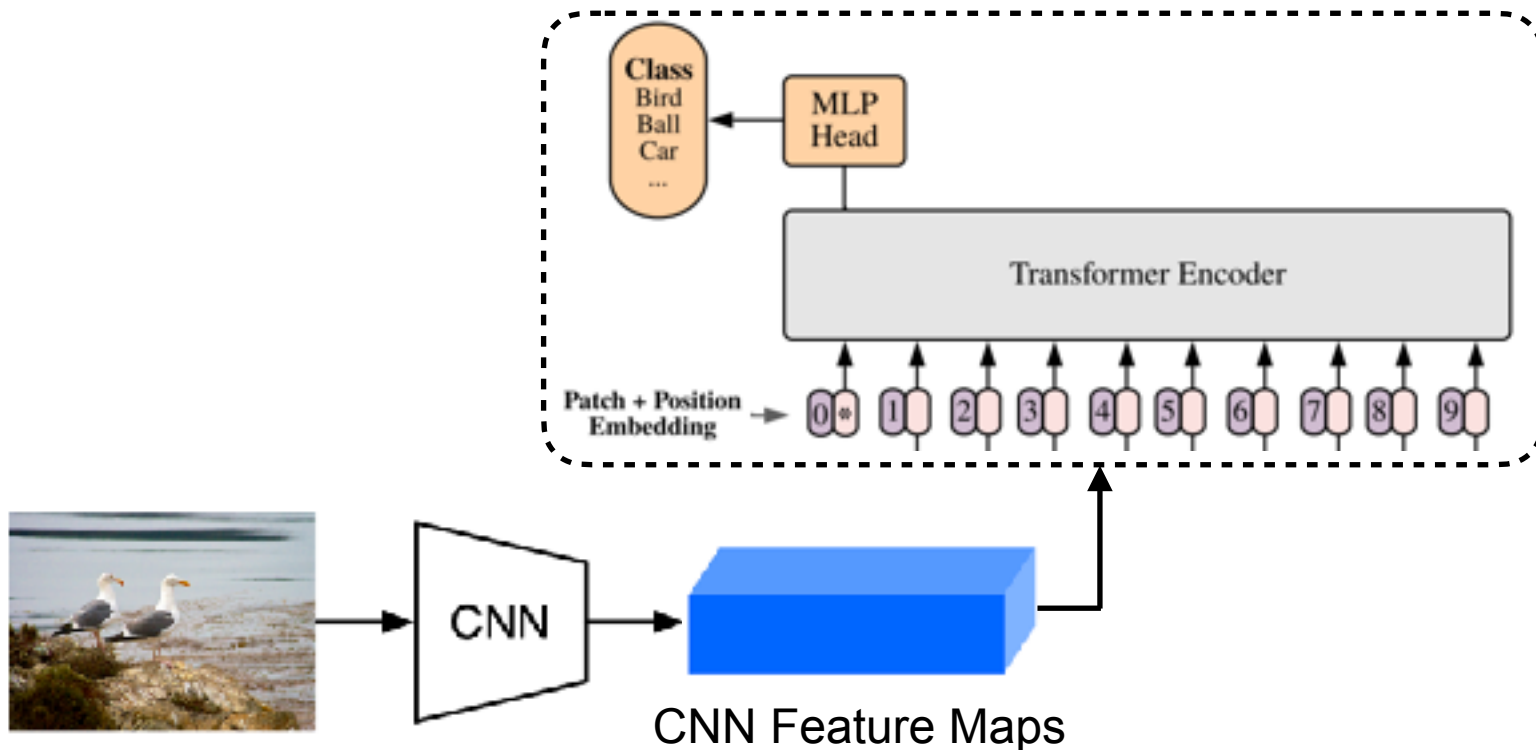 Class
Bird
Ball
Car
...
MLP
Head
Transformer Encoder
Patch + Position
Embedding
0 * 1 2 3 4 5 6 7 8 9
CNN
CNN Feature Maps